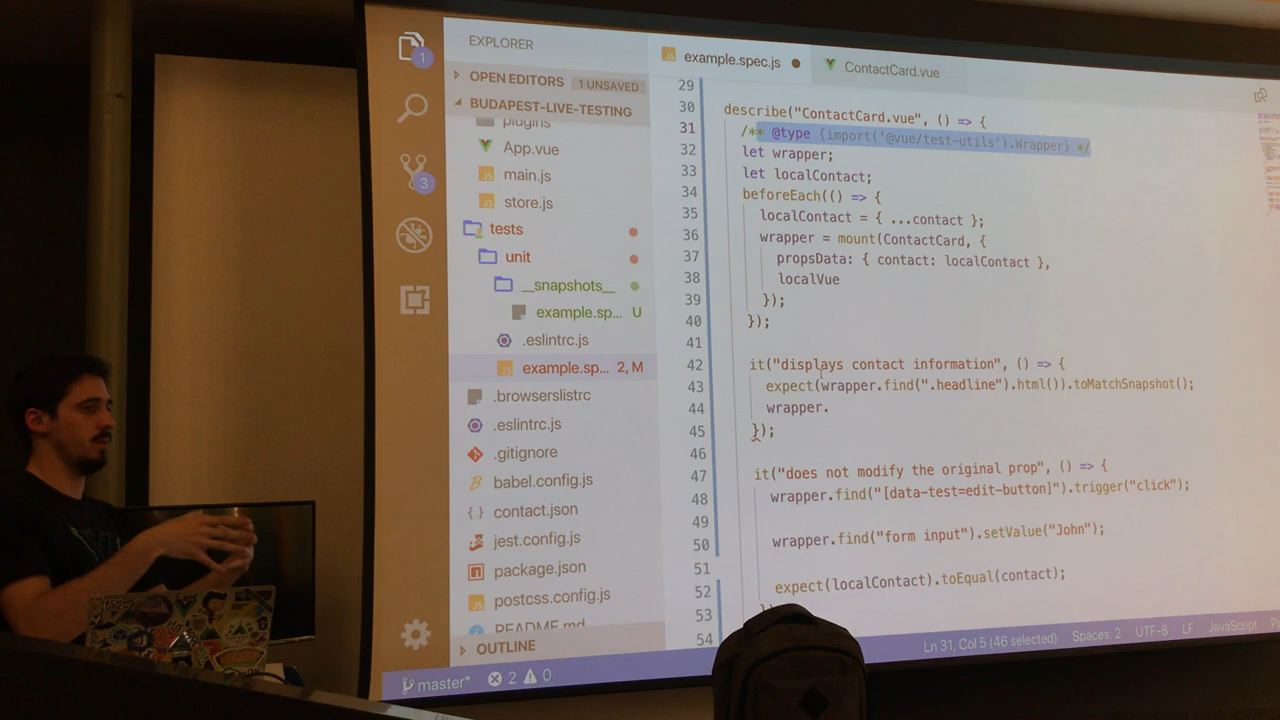 1
3
EXPLORER
OPEN EDITORS 1 UNSAVED
BUDAPEST-LIVE-TESTING
plugins
App.vue
main.js
store.js
tests
unit
__snapshots__
example.sp... U
.eslintrc.js
example.sp... 2, M
.browserslistrc
.eslintrc.js
.gitignore
babel.config.js
contact.json
jest.config.js
package.json
postcss.config.js
README.md
OUTLINE
example.spec.js
ContactCard.vue
29
30 describe("ContactCard.vue", () => {
31 /** @type {import('@vue/test-utils').Wrapper} */
32 let wrapper;
33 let localContact;
34 beforeEach(() => {
35 localContact = { ...contact };
36 wrapper = mount(ContactCard, {
37 propsData: { contact: localContact },
38 localVue
39 });
40 });
41
42 it("displays contact information", () => {
43 expect(wrapper.find(".headline").html()).toMatchSnapshot();
44 wrapper.
45 });
46
47 it("does not modify the original prop", () => {
48 wrapper.find("[data-test=edit-button]").trigger("click");
49
50 wrapper.find("form input").setValue("John");
51
52 expect(localContact).toEqual(contact);
53 });
54
master* 2 0 Ln 31, Col 5 (46 selected) Spaces: 2 UTF-8 LF JavaScript